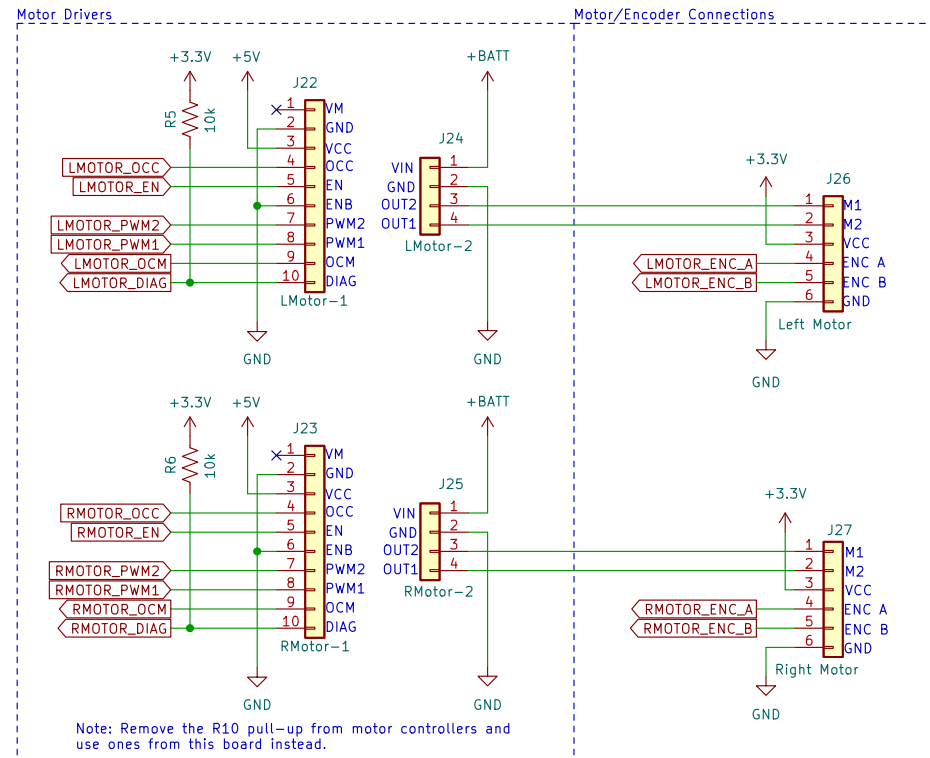 Motor Drivers
Motor/Encoder Connections
+3.3V
+5V
+BATT
R5
10k
J22
1 VM
2 GND
3 VCC
LMOTOR_OCC 4 OCC
LMOTOR_EN 5 EN
6 ENB
LMOTOR_PWM2 7 PWM2
LMOTOR_PWM1 8 PWM1
LMOTOR_OCM 9 OCM
LMOTOR_DIAG 10 DIAG
LMotor-1
GND
J24
VIN 1
GND 2
OUT2 3
OUT1 4
LMotor-2
GND
+3.3V
J26
1 M1
2 M2
3 VCC
LMOTOR_ENC_A 4 ENC A
LMOTOR_ENC_B 5 ENC B
6 GND
Left Motor
GND
+3.3V
+5V
+BATT
R6
10k
J23
1 VM
2 GND
3 VCC
RMOTOR_OCC 4 OCC
RMOTOR_EN 5 EN
6 ENB
RMOTOR_PWM2 7 PWM2
RMOTOR_PWM1 8 PWM1
RMOTOR_OCM 9 OCM
RMOTOR_DIAG 10 DIAG
RMotor-1
GND
J25
VIN 1
GND 2
OUT2 3
OUT1 4
RMotor-2
GND
+3.3V
J27
1 M1
2 M2
3 VCC
RMOTOR_ENC_A 4 ENC A
RMOTOR_ENC_B 5 ENC B
6 GND
Right Motor
GND
Note: Remove the R10 pull-up from motor controllers and
use ones from this board instead.